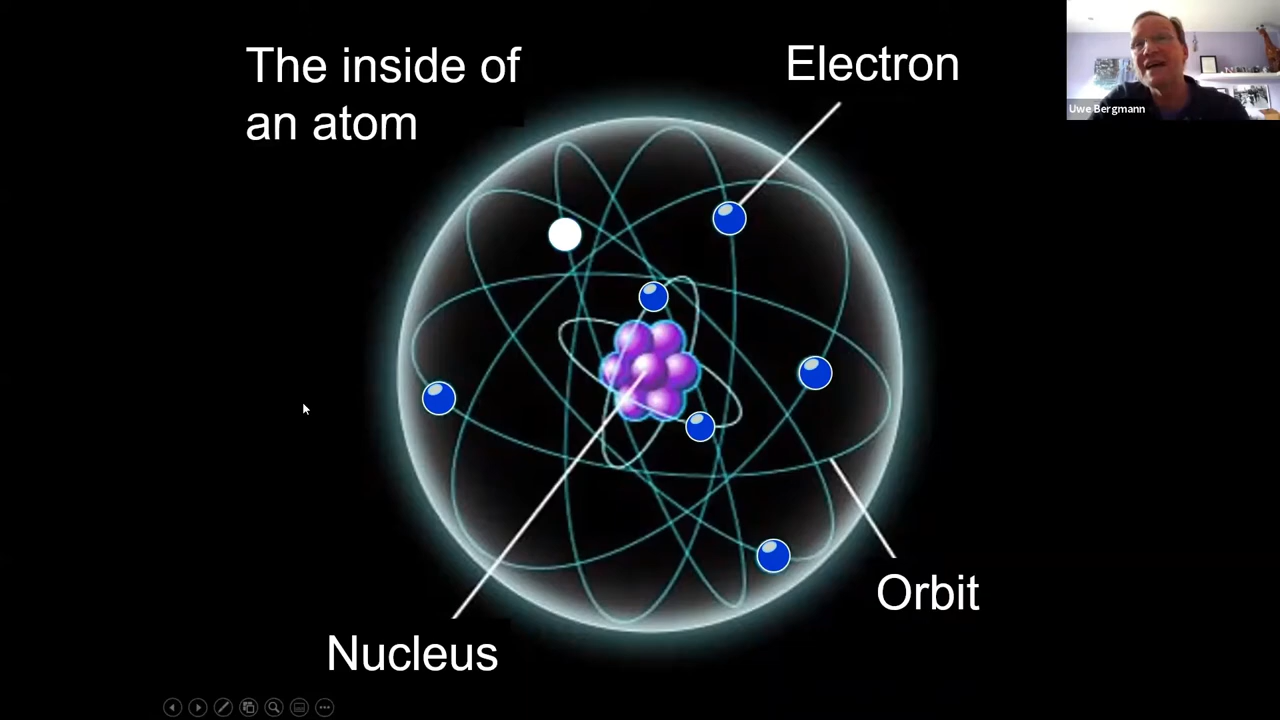 The inside of
an atom
Electron
Uwe Bergmann
Orbit
Nucleus